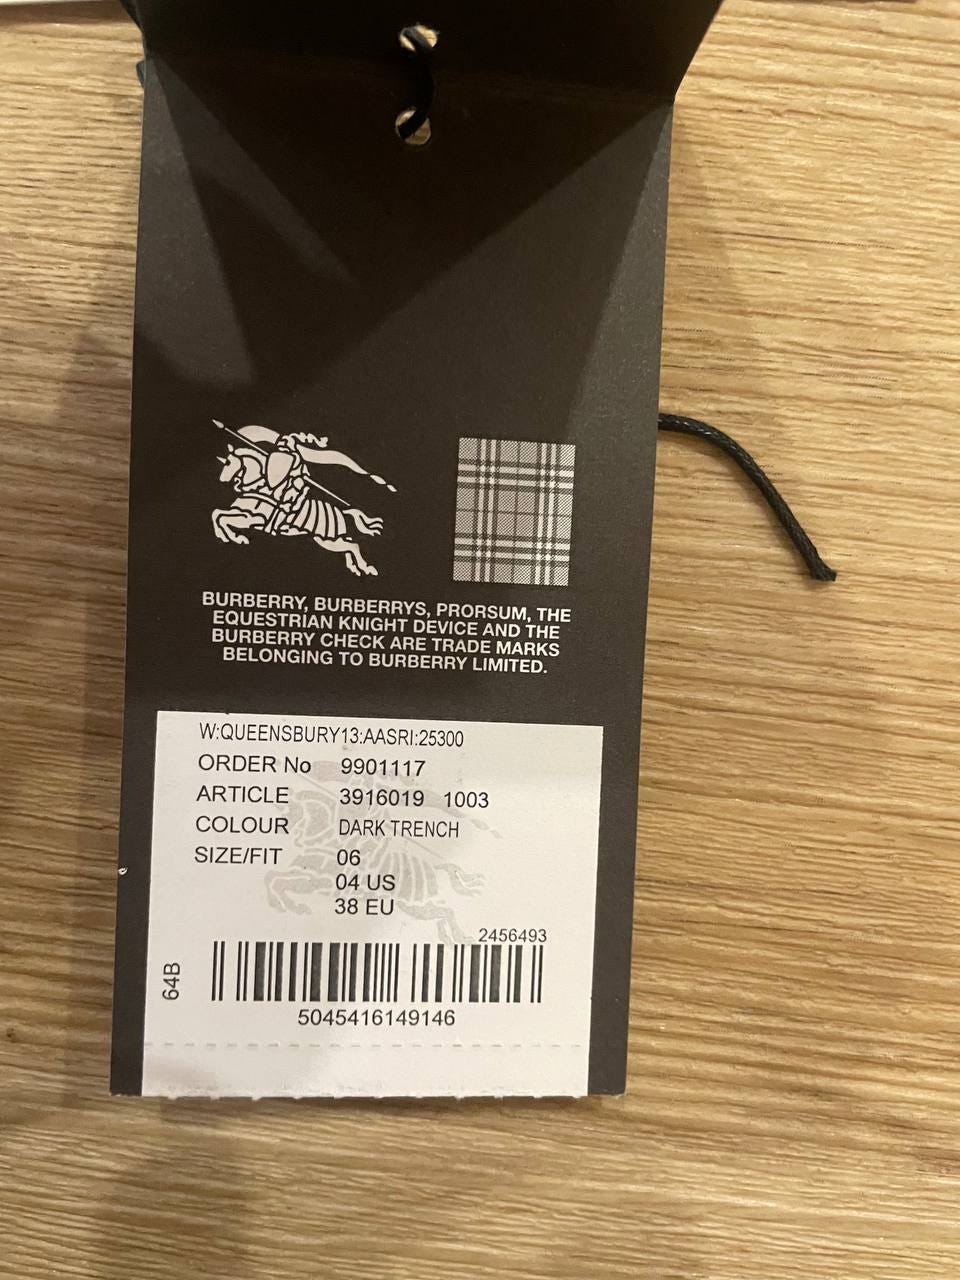 BURBERRY, BURBERRYS, PRORSUM, THE
EQUESTRIAN KNIGHT DEVICE AND THE
BURBERRY CHECK ARE TRADE MARKS
BELONGING TO BURBERRY LIMITED.
W:QUEENSBURY13:AASRI:25300
ORDER No 9901117
ARTICLE 3916019 1003
COLOUR DARK TRENCH
SIZE/FIT 06
04 US
38 EU
2456493
64B
5045416149146